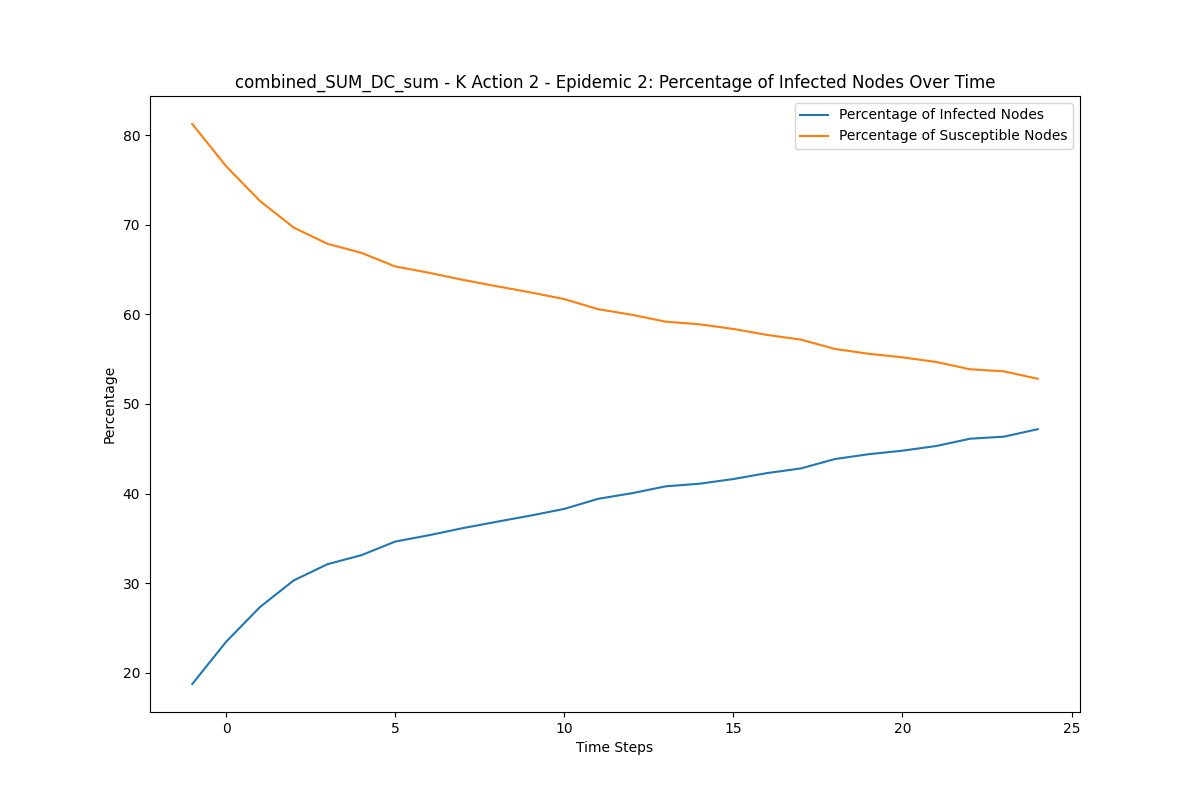 combined_SUM_DC_sum - K Action 2 - Epidemic 2: Percentage of Infected Nodes Over Time
Percentage of Infected Nodes
Percentage of Susceptible Nodes
80
70
60
50
40
30
20
Percentage
0 5 10 15 20 25
Time Steps